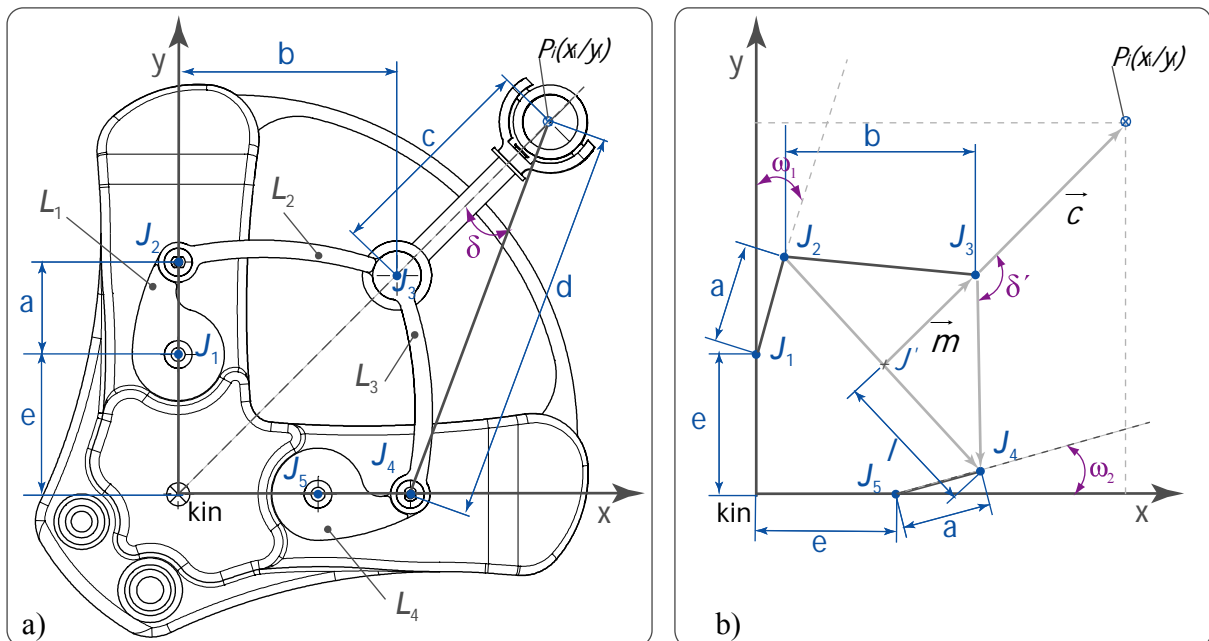 y
b
Pᵢ(xᵢ/yᵢ)
c
L₁
L₂
J₂
δ
d
J₃
a
J₁
L₃
e
J₅
J₄
kin
x
L₄
a)
y
Pᵢ(xᵢ/yᵢ)
ω₁
b
c
J₂
J₃
a
δ´
J₁
m
J'
e
l
J₄
J₅
ω₂
kin
x
e
a
b)